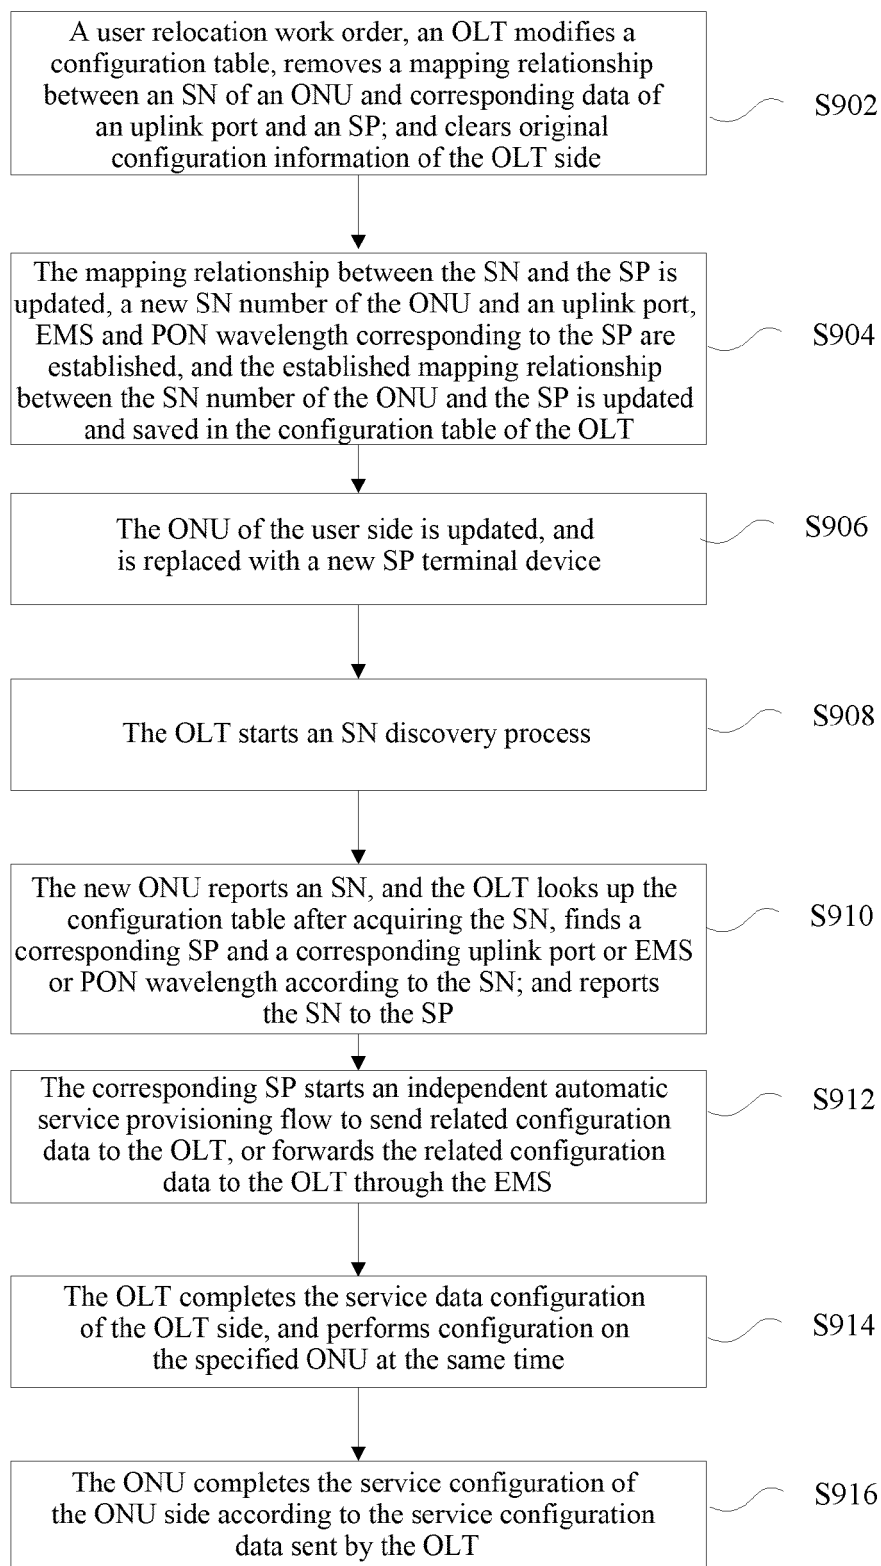 A user relocation work order, an OLT modifies a
configuration table, removes a mapping relationship
between an SN of an ONU and corresponding data of
an uplink port and an SP; and clears original
configuration information of the OLT side
S902
The mapping relationship between the SN and the SP is
updated, a new SN number of the ONU and an uplink port,
EMS and PON wavelength corresponding to the SP are
established, and the established mapping relationship
between the SN number of the ONU and the SP is updated
and saved in the configuration table of the OLT
S904
The ONU of the user side is updated, and
is replaced with a new SP terminal device
S906
The OLT starts an SN discovery process
S908
The new ONU reports an SN, and the OLT looks up the
configuration table after acquiring the SN, finds a
corresponding SP and a corresponding uplink port or EMS
or PON wavelength according to the SN; and reports
the SN to the SP
S910
The corresponding SP starts an independent automatic
service provisioning flow to send related configuration
data to the OLT, or forwards the related configuration
data to the OLT through the EMS
S912
The OLT completes the service data configuration
of the OLT side, and performs configuration on
the specified ONU at the same time
S914
The ONU completes the service configuration of
the ONU side according to the service configuration
data sent by the OLT
S916